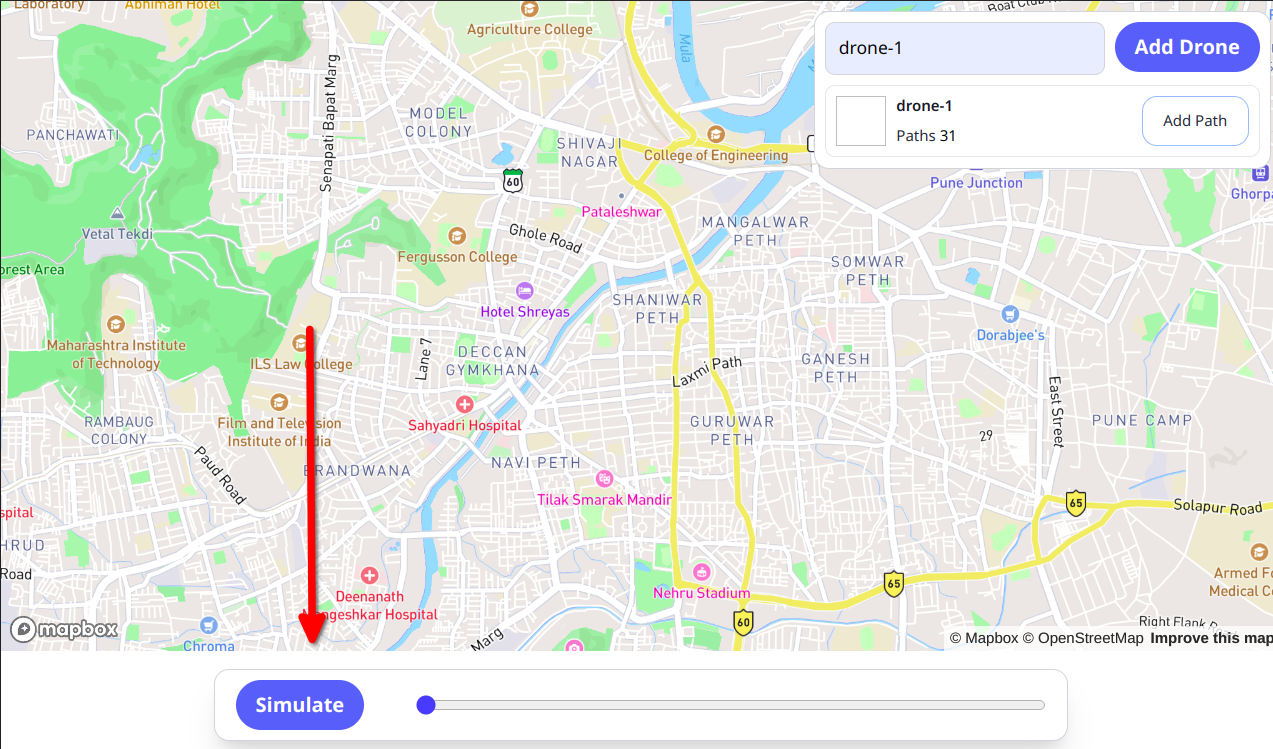 Laboratory
Abhiman Hotel
Agriculture College
Mula
drone-1
Add Drone
drone-1
Paths 31
Add Path
Senapati Bapat Marg
MODEL
COLONY
PANCHAWATI
SHIVAJI
NAGAR
College of Engineering
60
Pune Junction
Pataleshwar
MANGALWAR
PETH
Vetal Tekdi
Ghole Road
Fergusson College
orest Area
SOMWAR
PETH
Hotel Shreyas
SHANIWAR
PETH
Maharashtra Institute
of Technology
ILS Law College
Lane 7
DECCAN
GYMKHANA
Dorabjee's
Laxmi Path
GANESH
PETH
RAMBAUG
COLONY
Film and Television
Institute of India
Sahyadri Hospital
GURUWAR
PETH
East Street
29
PUNE CAMP
Paud Road
ERANDWANA
NAVI PETH
Tilak Smarak Mandir
65
Solapur Road
spital
HRUD
Road
Deenanath
Mangeshkar Hospital
Nehru Stadium
65
60
Armed Fo
Medical Co
mapbox
Chroma
Marg
Right Flank
© Mapbox © OpenStreetMap Improve this map
Simulate